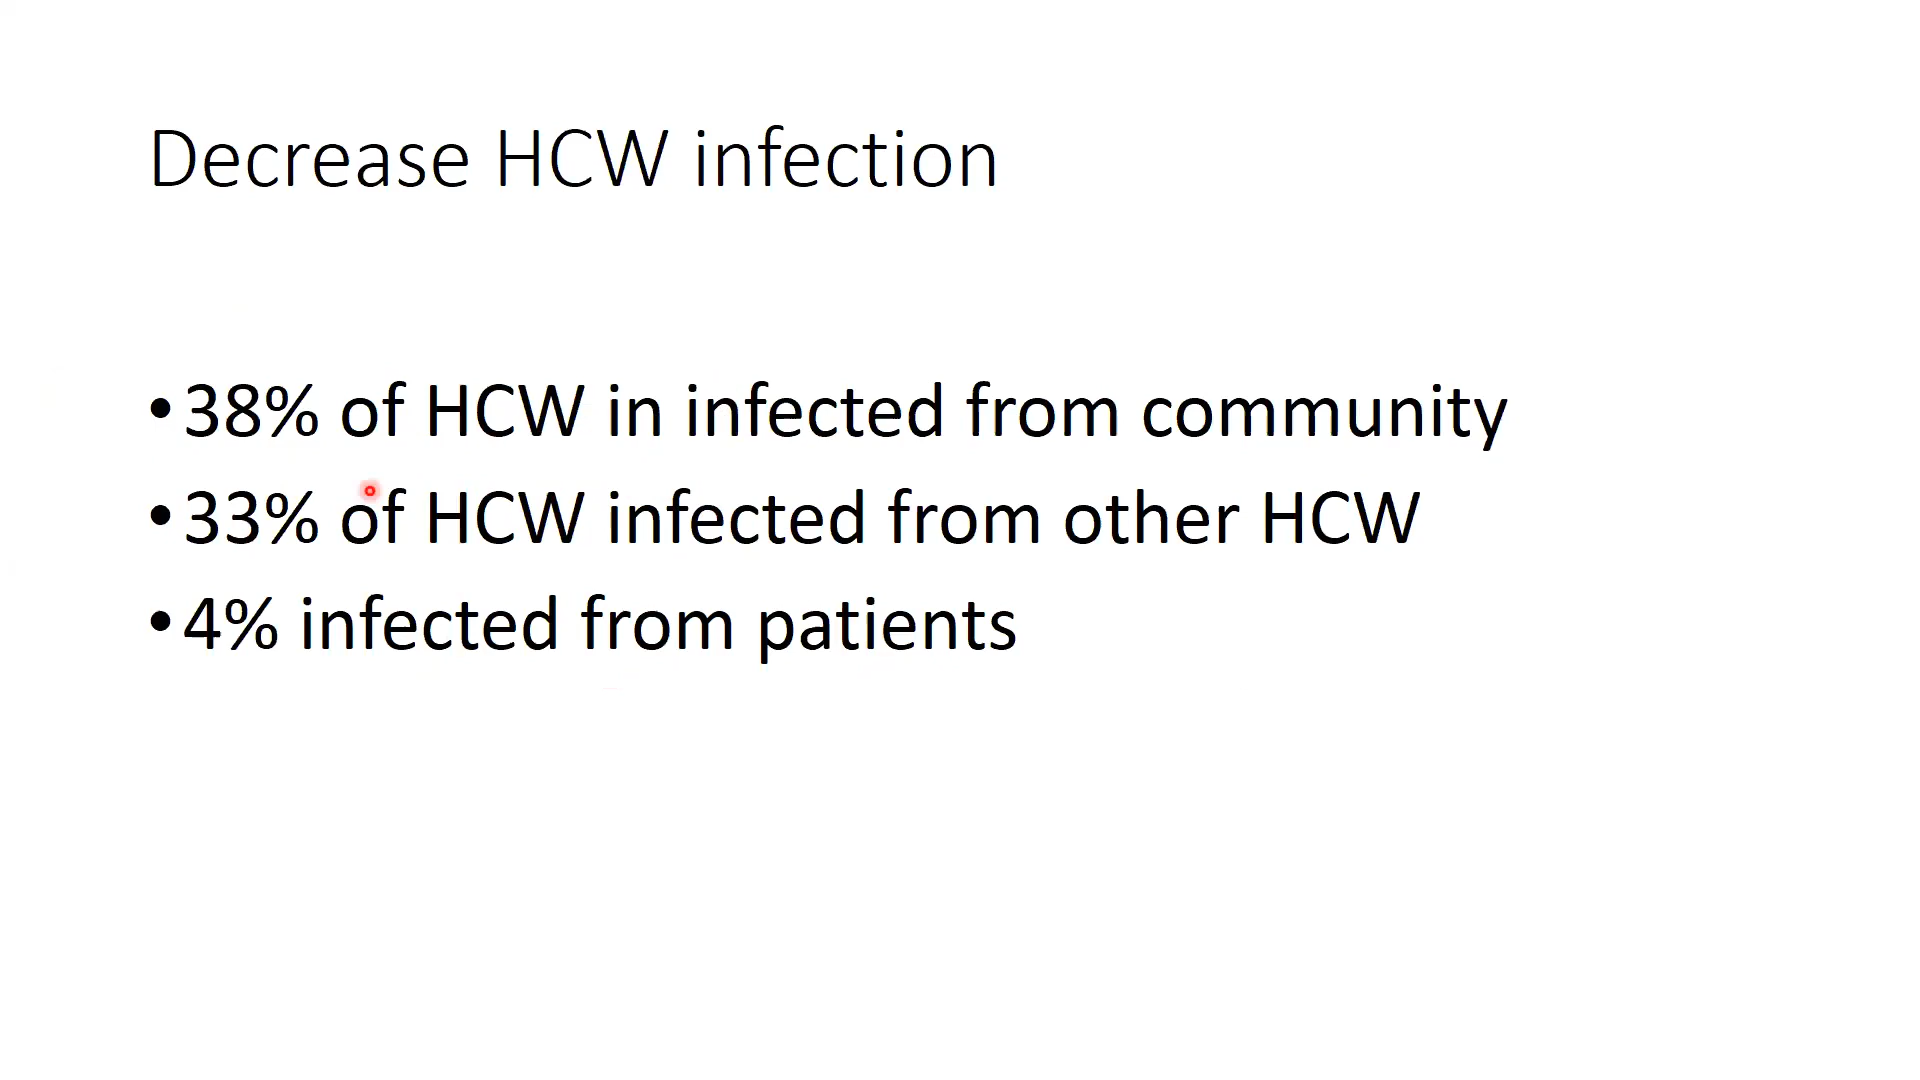 Decrease HCW infection
•38% of HCW in infected from community
•33% of HCW infected from other HCW
•4% infected from patients